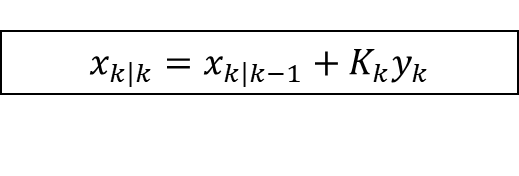 x_{k|k} = x_{k|k−1} + K_k y_k